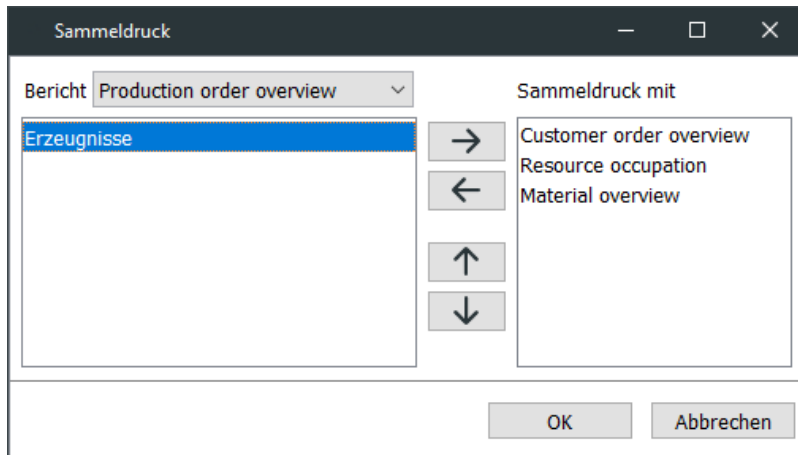 Sammeldruck
Bericht Production order overview
Sammeldruck mit
Erzeugnisse
Customer order overview
Resource occupation
Material overview
OK
Abbrechen